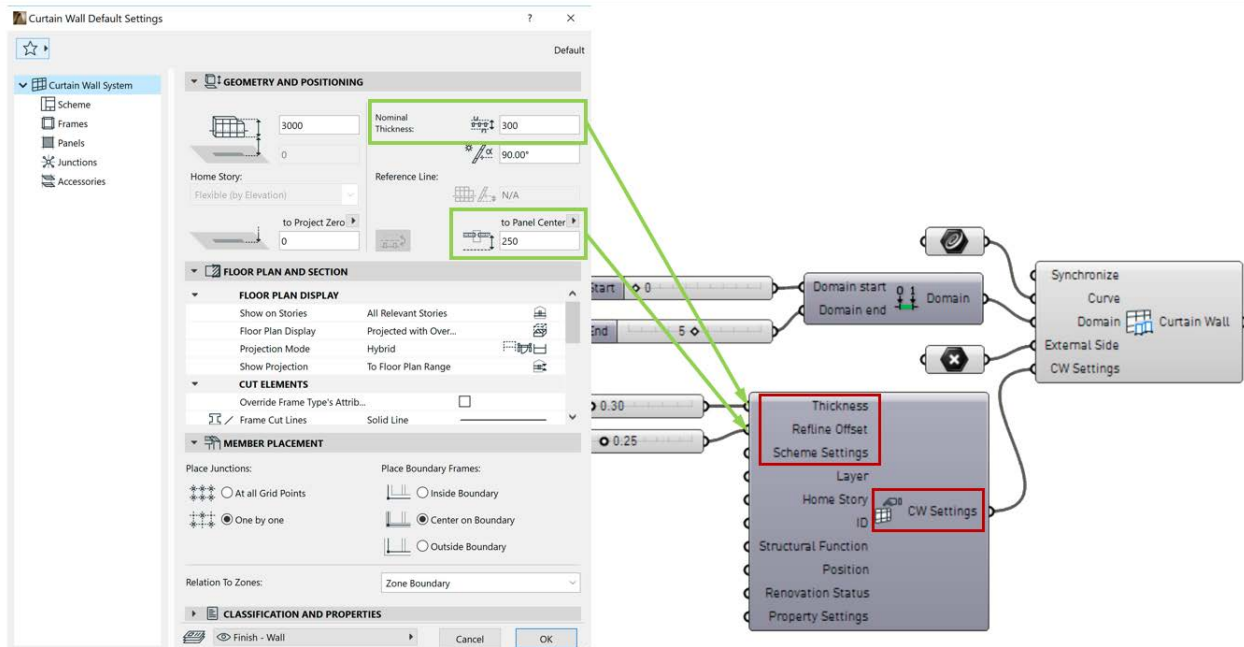 Curtain Wall Default Settings
?
×
Default
Curtain Wall System
Scheme
Frames
Panels
Junctions
Accessories
GEOMETRY AND POSITIONING
3000
0
Home Story:
Flexible (by Elevation)
to Project Zero
0
Nominal
Thickness:
300
α
90.00°
Reference Line:
N/A
to Panel Center
250
FLOOR PLAN AND SECTION
FLOOR PLAN DISPLAY
Show on Stories All Relevant Stories
Floor Plan Display Projected with Over...
Projection Mode Hybrid
Show Projection To Floor Plan Range
CUT ELEMENTS
Override Frame Type's Attrib...
Frame Cut Lines Solid Line
MEMBER PLACEMENT
Place Junctions:
At all Grid Points
One by one
Place Boundary Frames:
Inside Boundary
Center on Boundary
Outside Boundary
Relation To Zones: Zone Boundary
CLASSIFICATION AND PROPERTIES
Finish - Wall
Cancel
OK
Start 0
End 5
Domain start
Domain end
0 1
Domain
0.30
0.25
Thickness
Refline Offset
Scheme Settings
Layer
Home Story
ID
Structural Function
Position
Renovation Status
Property Settings
CW Settings
Synchronize
Curve
Domain
External Side
CW Settings
Curtain Wall